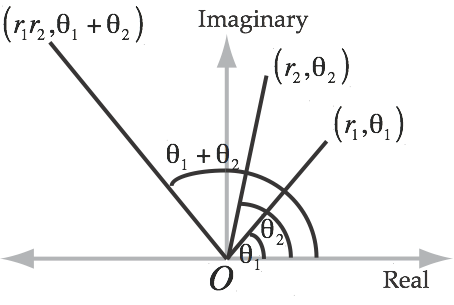 (r₁r₂,θ₁ + θ₂)
Imaginary
(r₂,θ₂)
(r₁,θ₁)
θ₁ + θ₂
θ₂
θ₁
O
Real